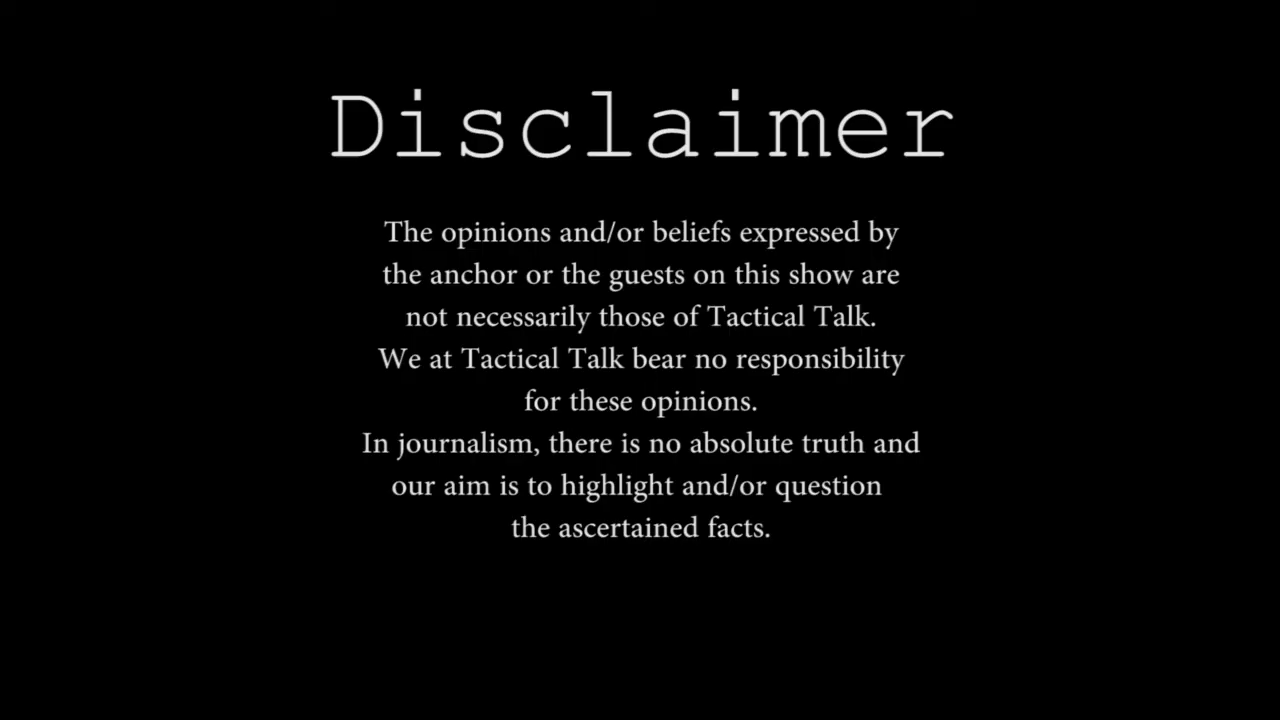 Disclaimer
The opinions and/or beliefs expressed by
the anchor or the guests on this show are
not necessarily those of Tactical Talk.
We at Tactical Talk bear no responsibility
for these opinions.
In journalism, there is no absolute truth and
our aim is to highlight and/or question
the ascertained facts.